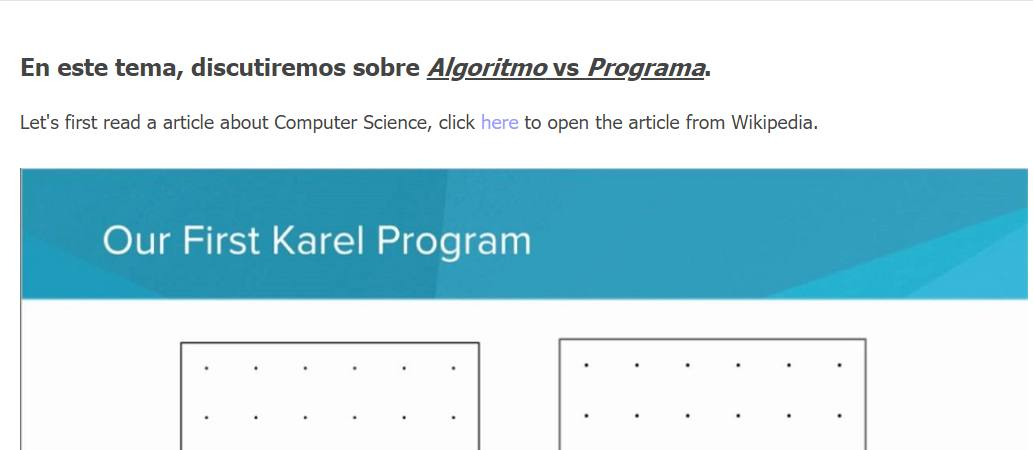 En este tema, discutiremos sobre Algoritmo vs Programa.
Let's first read a article about Computer Science, click here to open the article from Wikipedia.
Our First Karel Program